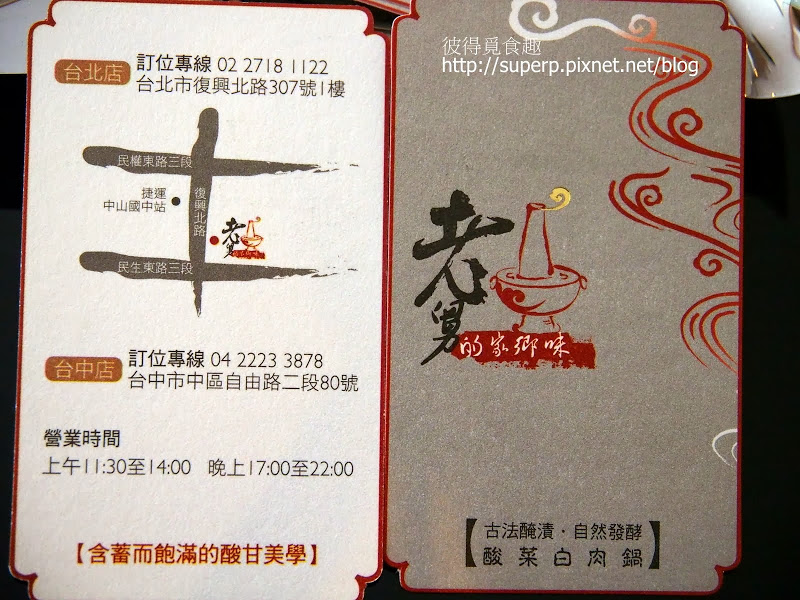 台北店
訂位專線 02 2718 1122
台北市復興北路307號1樓
民權東路三段
捷運
中山國中站
復興北路
老舅
的家鄉味
民生東路三段
台中店
訂位專線 04 2223 3878
台中市中區自由路二段80號
營業時間
上午11:30至14:00 晚上17:00至22:00
【含蓄而飽滿的酸甘美學】
彼得覓食趣
http://superp.pixnet.net/blog
老舅
的家鄉味
【古法醃漬·自然發酵
酸菜白肉鍋】